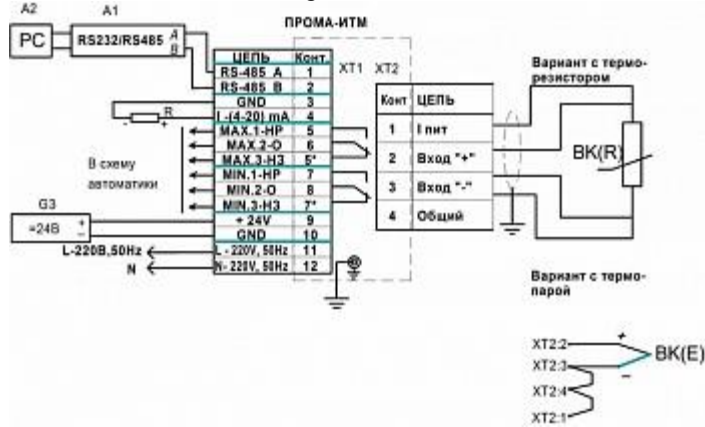 A2
A1
ПРОМА-ИТМ
PC
RS232/RS485
A
B
ЦЕПЬ Конт.
RS-485 A 1
RS-485 B 2
GND 3
I -(4-20) mA 4
MAX.1-HP 5
MAX.2-O 6
MAX.3-НЗ 5*
MIN.1-HP 7
MIN.2-O 8
MIN.3-НЗ 7*
+ 24V 9
GND 10
L - 220V, 50Hz 11
N- 220V, 50Hz 12
R
- +
В схему
автоматики
G3
=24В
+
−
L-220В,50Hz
N
XT1 XT2
Конт ЦЕПЬ
1 I пит
2 Вход "+"
3 Вход "-"
4 Общий
Вариант с термо-
резистором
BK(R)
Вариант с термо-
парой
XT2:2
XT2:3
XT2:4
XT2:1
+
−
BK(E)